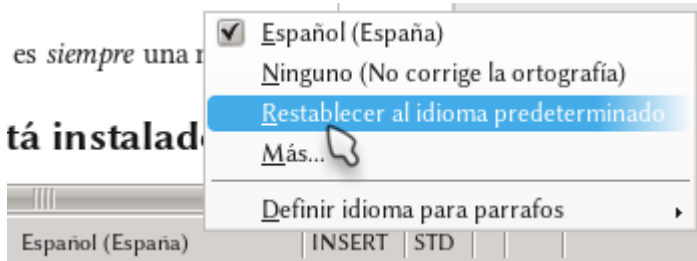 Español (España)
es siempre una
Ninguno (No corrige la ortografía)
Restablecer al idioma predeterminado
tá instalad
Más...
Definir idioma para parrafos
Español (España) INSERT STD